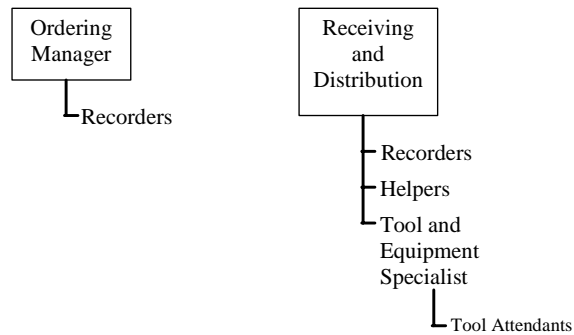 Ordering
Manager
Recorders
Receiving
and
Distribution
Recorders
Helpers
Tool and
Equipment
Specialist
Tool Attendants